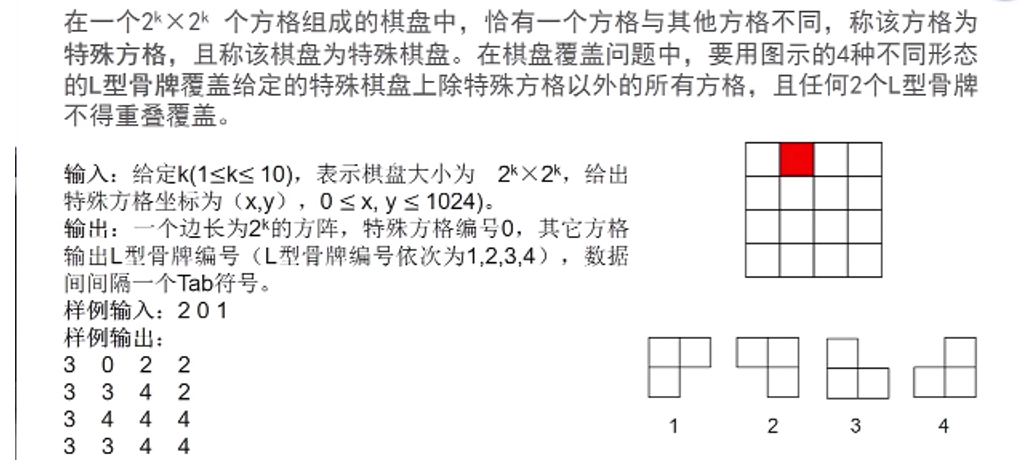 在一个2ᵏ×2ᵏ 个方格组成的棋盘中，恰有一个方格与其他方格不同，称该方格为
特殊方格，且称该棋盘为特殊棋盘。在棋盘覆盖问题中，要用图示的4种不同形态
的L型骨牌覆盖给定的特殊棋盘上除特殊方格以外的所有方格，且任何2个L型骨牌
不得重叠覆盖。
输入：给定k(1≤k≤ 10)，表示棋盘大小为 2ᵏ×2ᵏ，给出
特殊方格坐标为（x,y），0 ≤ x, y ≤ 1024)。
输出：一个边长为2ᵏ的方阵，特殊方格编号0，其它方格
输出L型骨牌编号（L型骨牌编号依次为1,2,3,4），数据
间间隔一个Tab符号。
样例输入：2 0 1
样例输出：
3 0 2 2
3 3 4 2
3 4 4 4
3 3 4 4
1 2 3 4